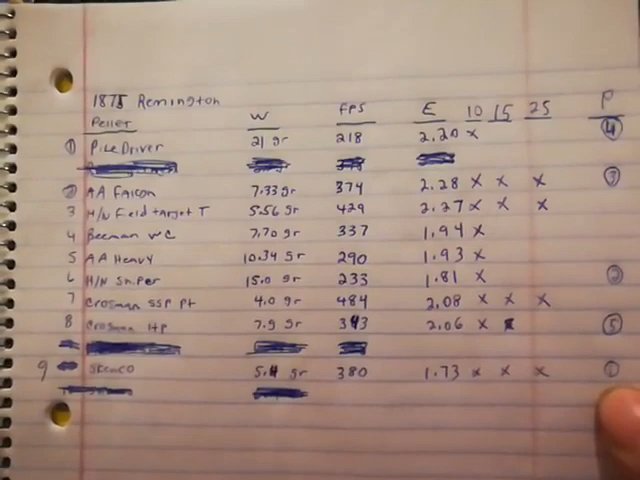 1875 Remington
Pellet W FPS E 10 15 25 P
① PileDriver 21 gr 218 2.20 x ④
② AA Falcon 7.33 gr 374 2.28 x x x ③
3 H/N Field target T 5.56 gr 429 2.27 x x x
4 Beeman WC 7.70 gr 337 1.94 x
5 AA Heavy 10.34 gr 290 1.93 x
6 H/N Sniper 15.0 gr 233 1.81 x ②
7 Crosman SSP Pt 4.0 gr 484 2.08 x x x
8 Crosman HP 7.9 gr 343 2.06 x x ⑤
9 Skenco 5.4 gr 380 1.73 x x x ①